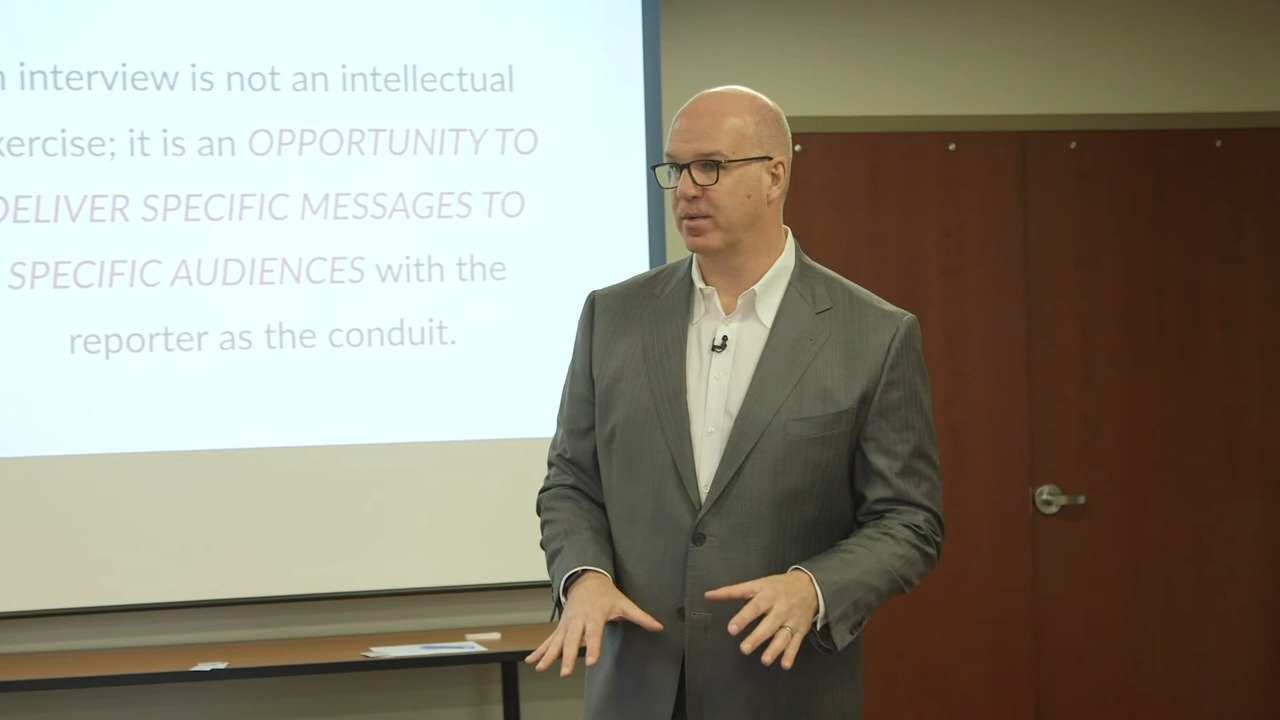 interview is not an intellectual
xercise; it is an OPPORTUNITY TO
DELIVER SPECIFIC MESSAGES TO
SPECIFIC AUDIENCES with the
reporter as the conduit.